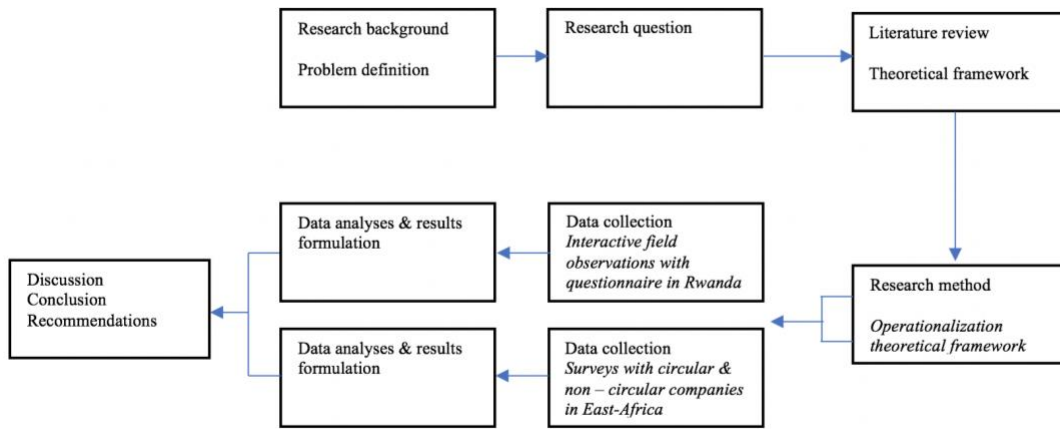 Research background
Problem definition
Research question
Literature review
Theoretical framework
Research method
Operationalization
theoretical framework
Data collection
Interactive field
observations with
questionnaire in Rwanda
Data analyses & results
formulation
Data collection
Surveys with circular &
non – circular companies
in East-Africa
Data analyses & results
formulation
Discussion
Conclusion
Recommendations